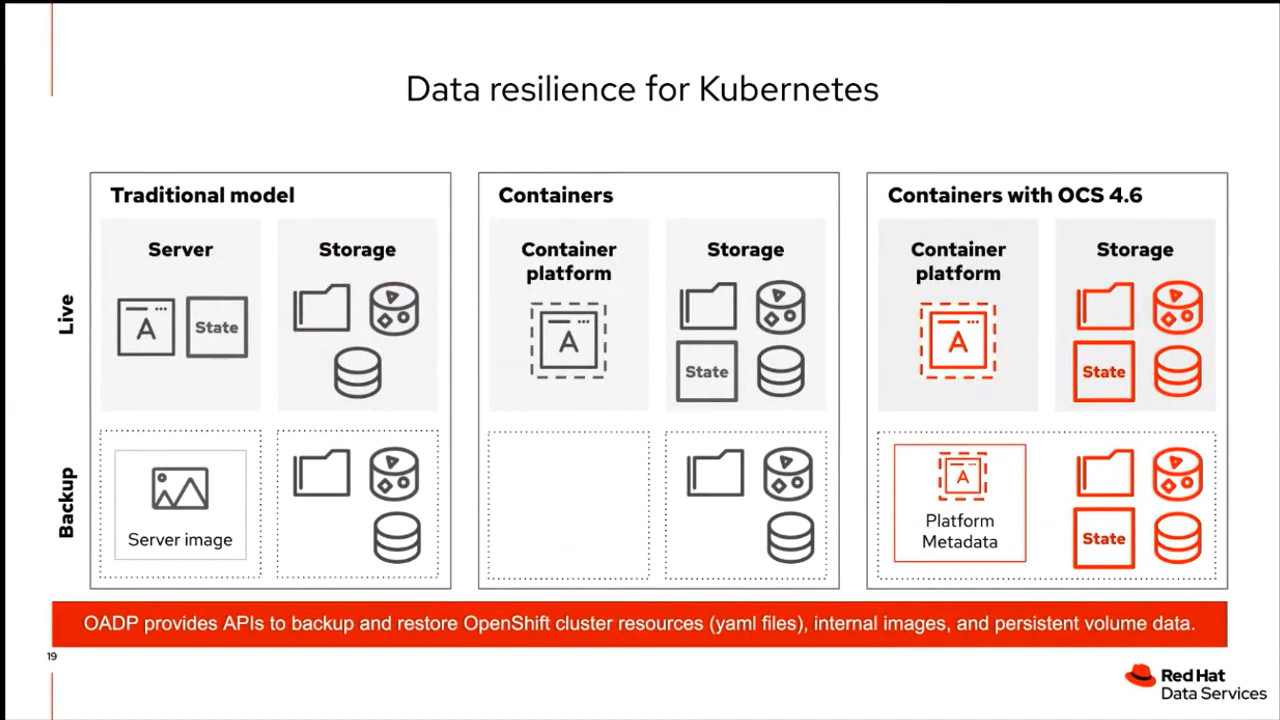 Data resilience for Kubernetes
Traditional model
Server
Storage
Live
A
State
Backup
Server image
Containers
Container
platform
Storage
A
State
Containers with OCS 4.6
Container
platform
Storage
A
State
A
Platform
Metadata
State
OADP provides APIs to backup and restore OpenShift cluster resources (yaml files), internal images, and persistent volume data.
19
Red Hat
Data Services